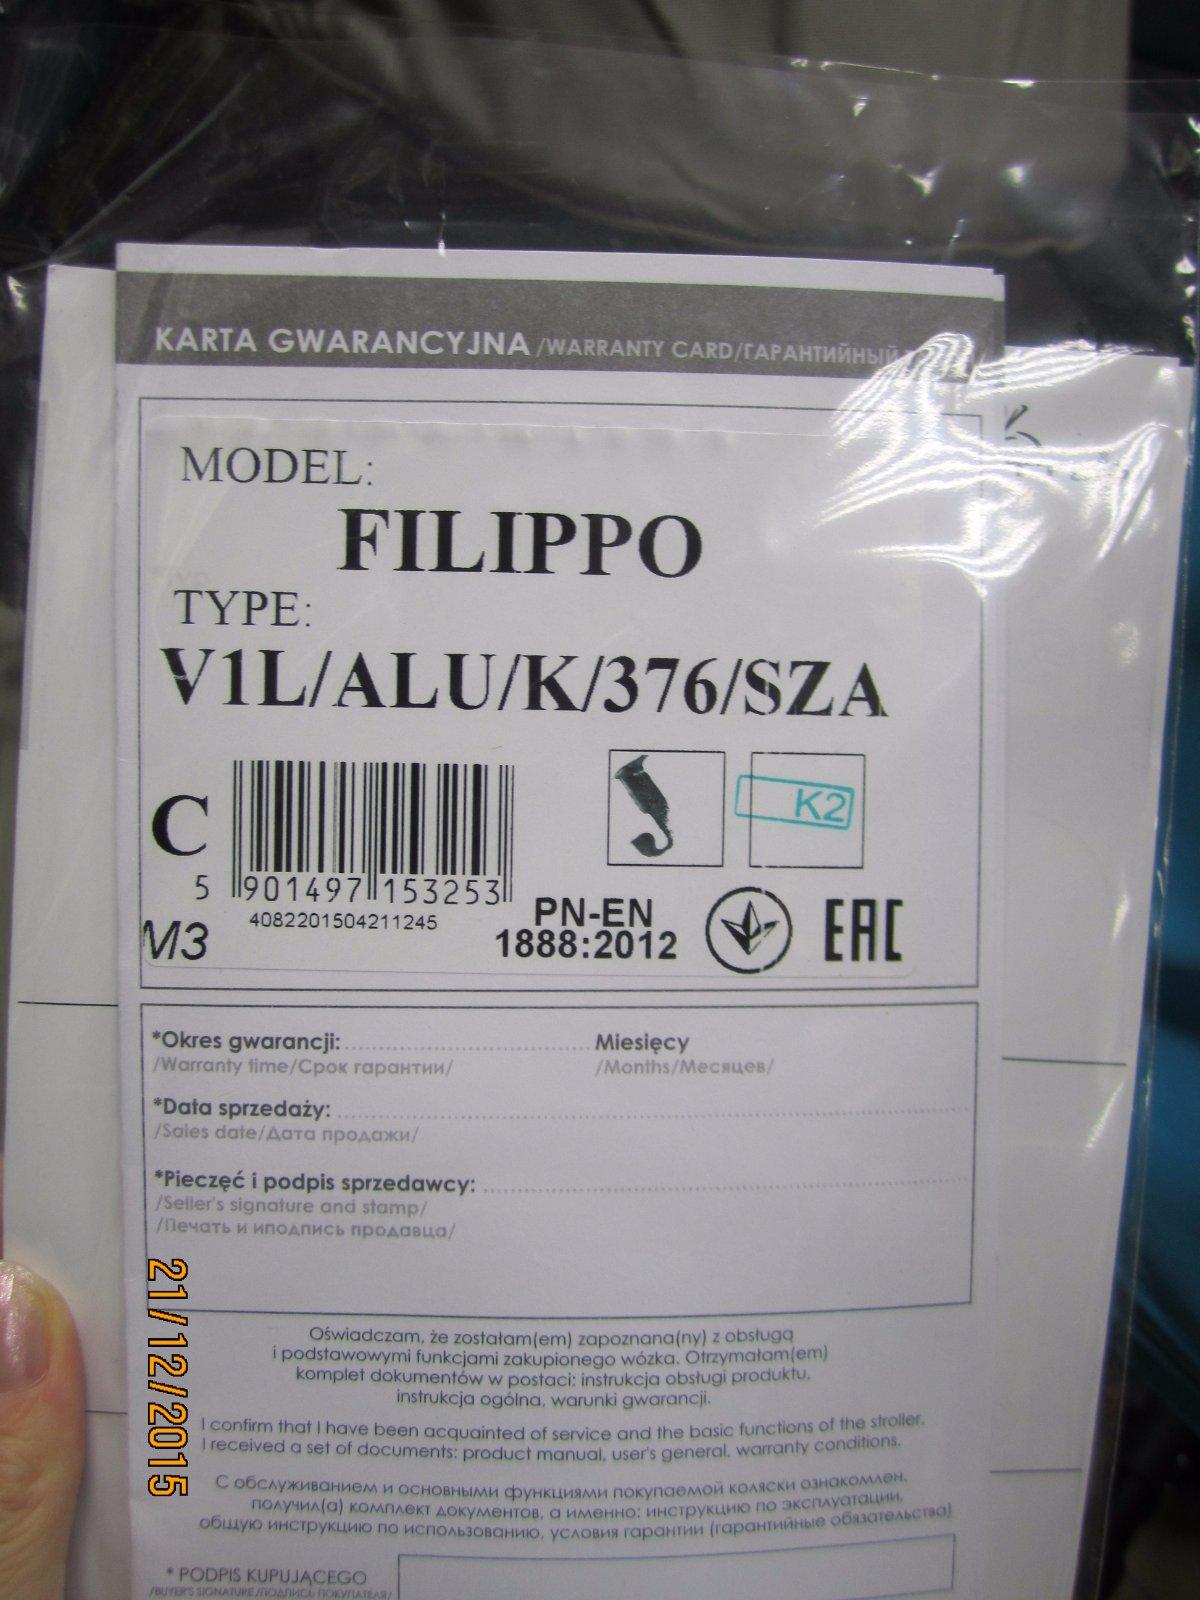 KARTA GWARANCYJNA /WARRANTY CARD/ГАРАНТИЙНЫЙ
MODEL:
FILIPPO
TYPE:
V1L/ALU/K/376/SZA
C
K2
5 901497 153253
4082201504211245
M3
PN-EN
1888:2012
EAC
*Okres gwarancji: Miesięcy
/Warranty time/Срок гарантии/ /Months/Месяцев/
*Data sprzedaży:
/Sales date/Дата продажи/
*Pieczęć i podpis sprzedawcy:
/Seller's signature and stamp/
/Печать и иподпись продавца/
21/12/2015
Oświadczam, że zostałam(em) zapoznana(ny) z obsługą
i podstawowymi funkcjami zakupionego wózka. Otrzymałam(em)
komplet dokumentów w postaci: instrukcja obsługi produktu,
instrukcja ogólna, warunki gwarancji.
I confirm that I have been acquainted of service and the basic functions of the stroller.
I received a set of documents: product manual, user's general, warranty conditions.
С обслуживанием и основными функциями покупаемой коляски ознакомлен,
получил(а) комплект документов, а именно: инструкцию по эксплуатации,
общую инструкцию по использованию, условия гарантии (гарантийные обязательства)
* PODPIS KUPUJĄCEGO
/BUYER'S SIGNATURE/ПОДПИСЬ ПОКУПАТЕЛЯ/